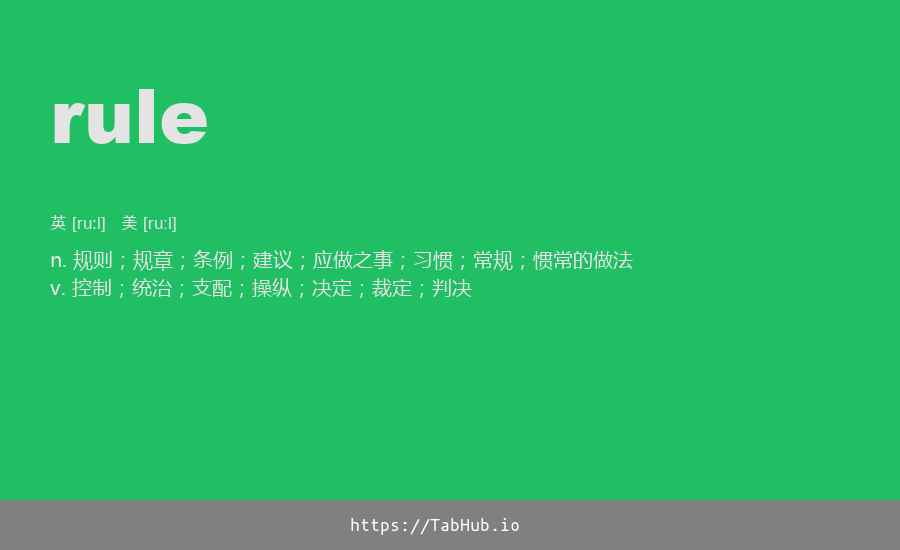 rule
英 [ruːl] 美 [ruːl]
n. 规则；规章；条例；建议；应做之事；习惯；常规；惯常的做法
v. 控制；统治；支配；操纵；决定；裁定；判决
https://TabHub.io